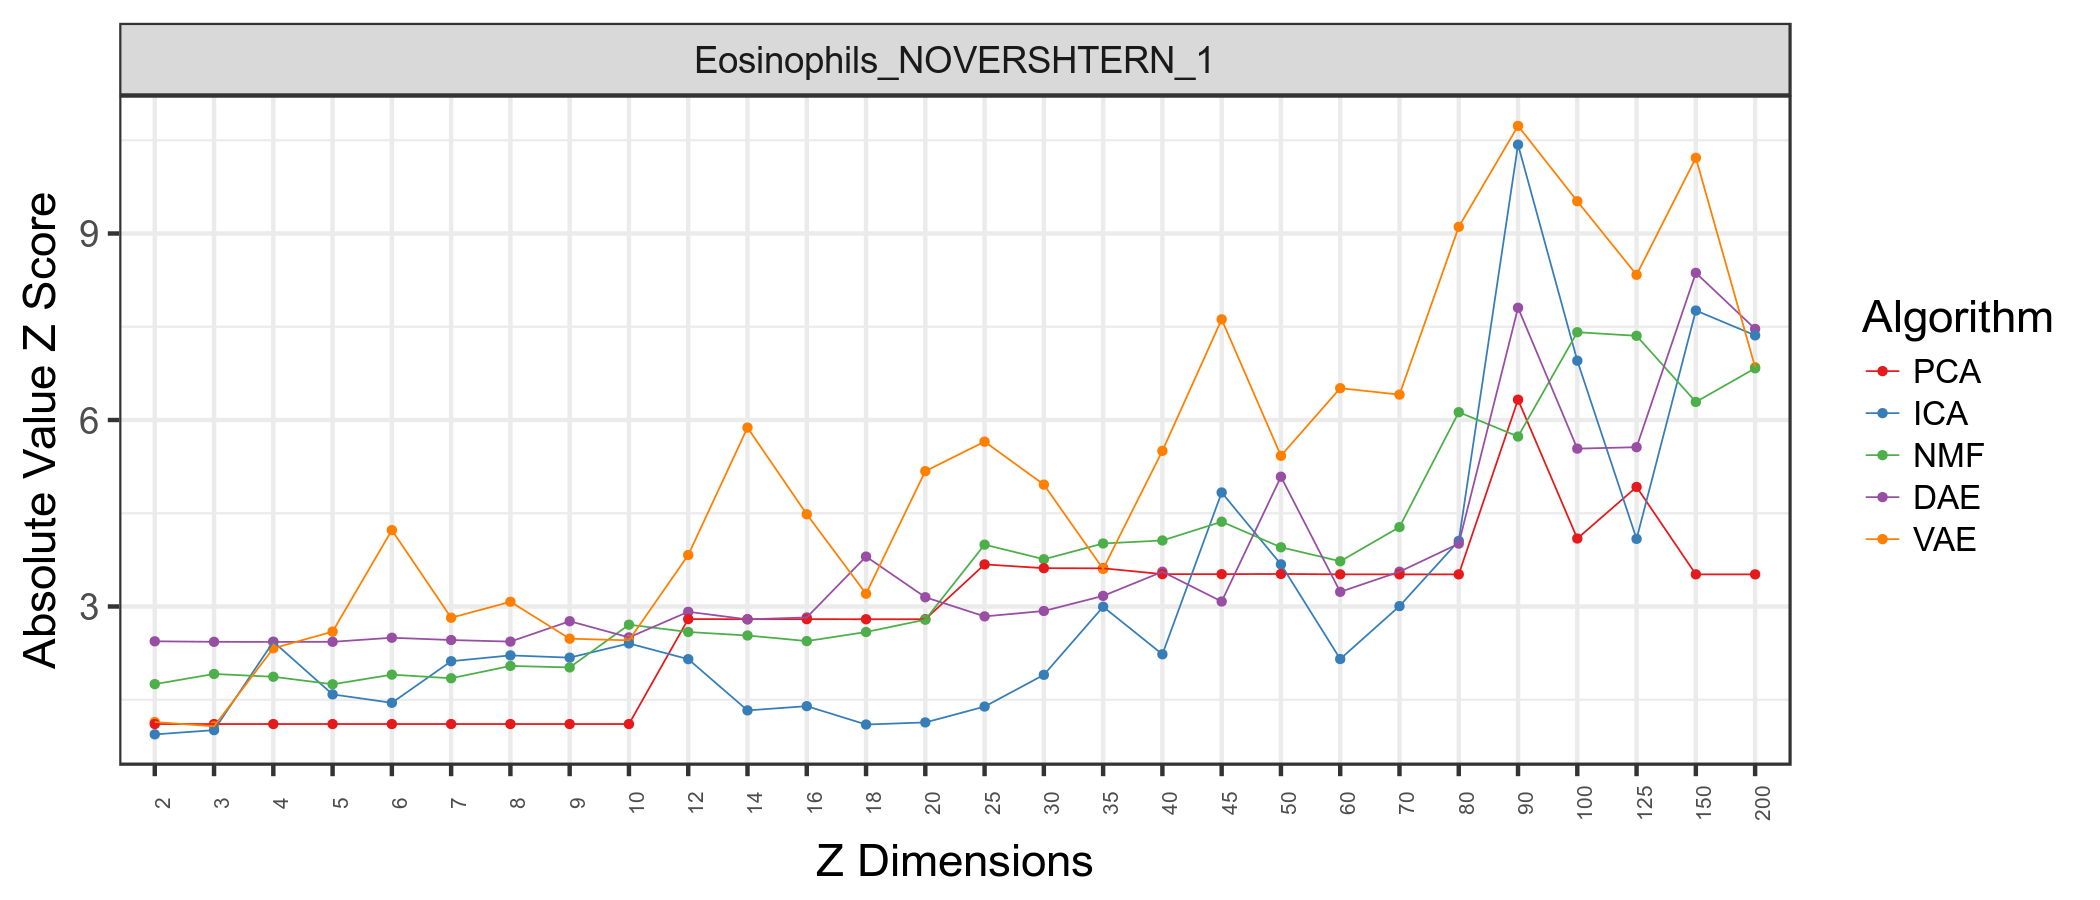 Eosinophils_NOVERSHTERN_1
Absolute Value Z Score
9
6
3
2 3 4 5 6 7 8 9 10 12 14 16 18 20 25 30 35 40 45 50 60 70 80 90 100 125 150 200
Z Dimensions
Algorithm
PCA
ICA
NMF
DAE
VAE